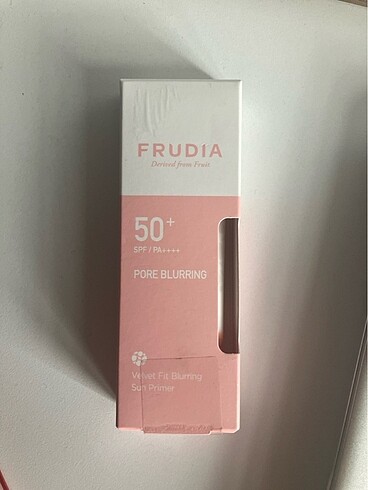 FRUDIA
Derived from Fruit
50+
SPF / PA++++
PORE BLURRING
Velvet Fit Blurring
Sun Primer